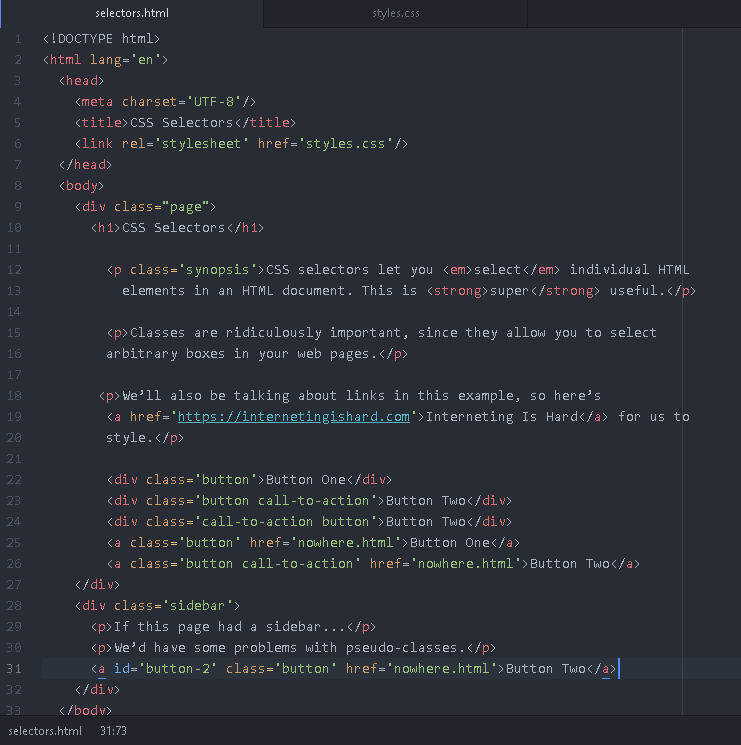 selectors.html styles.css
1 <!DOCTYPE html>
2 <html lang='en'>
3 <head>
4 <meta charset='UTF-8'/>
5 <title>CSS Selectors</title>
6 <link rel='stylesheet' href='styles.css'/>
7 </head>
8 <body>
9 <div class="page">
10 <h1>CSS Selectors</h1>
11
12 <p class='synopsis'>CSS selectors let you <em>select</em> individual HTML
13 elements in an HTML document. This is <strong>super</strong> useful.</p>
14
15 <p>Classes are ridiculously important, since they allow you to select
16 arbitrary boxes in your web pages.</p>
17
18 <p>We’ll also be talking about links in this example, so here’s
19 <a href='https://internetingishard.com'>Interneting Is Hard</a> for us to
20 style.</p>
21
22 <div class='button'>Button One</div>
23 <div class='button call-to-action'>Button Two</div>
24 <div class='call-to-action button'>Button Two</div>
25 <a class='button' href='nowhere.html'>Button One</a>
26 <a class='button call-to-action' href='nowhere.html'>Button Two</a>
27 </div>
28 <div class='sidebar'>
29 <p>If this page had a sidebar...</p>
30 <p>We’d have some problems with pseudo-classes.</p>
31 <a id='button-2' class='button' href='nowhere.html'>Button Two</a>
32 </div>
33 </body>
selectors.html 31:73